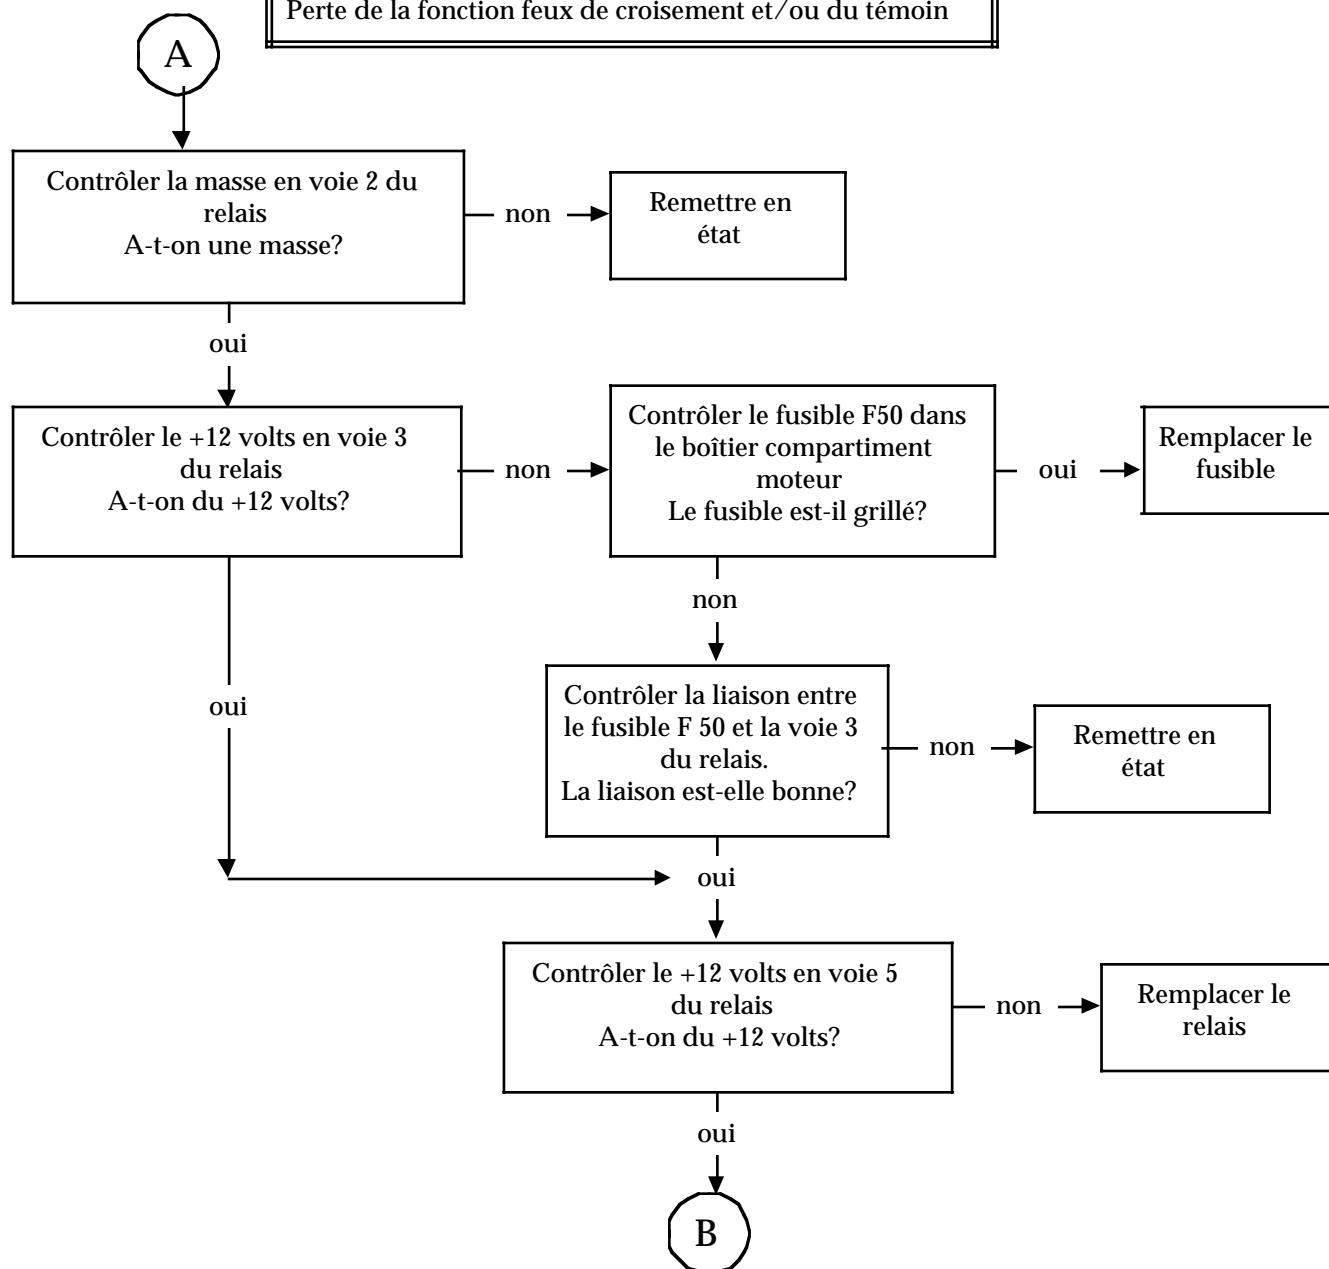 Perte de la fonction feux de croisement et/ou du témoin
A
Contrôler la masse en voie 2 du
relais
A-t-on une masse?
non
Remettre en
état
oui
Contrôler le +12 volts en voie 3
du relais
A-t-on du +12 volts?
non
Contrôler le fusible F50 dans
le boîtier compartiment
moteur
Le fusible est-il grillé?
oui
Remplacer le
fusible
non
oui
Contrôler la liaison entre
le fusible F 50 et la voie 3
du relais.
La liaison est-elle bonne?
non
Remettre en
état
oui
Contrôler le +12 volts en voie 5
du relais
A-t-on du +12 volts?
non
Remplacer le
relais
oui
B